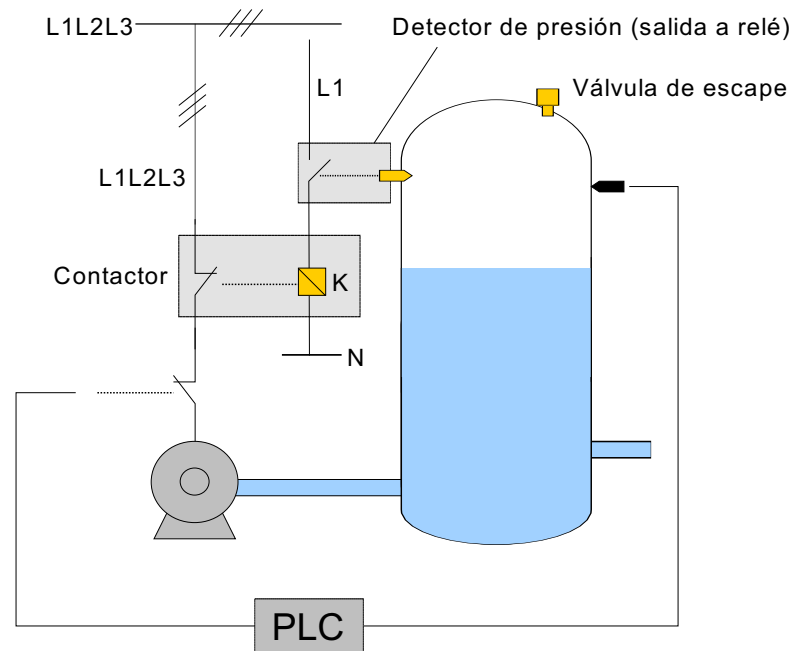 L1L2L3
Detector de presión (salida a relé)
Válvula de escape
L1
L1L2L3
Contactor
K
N
PLC